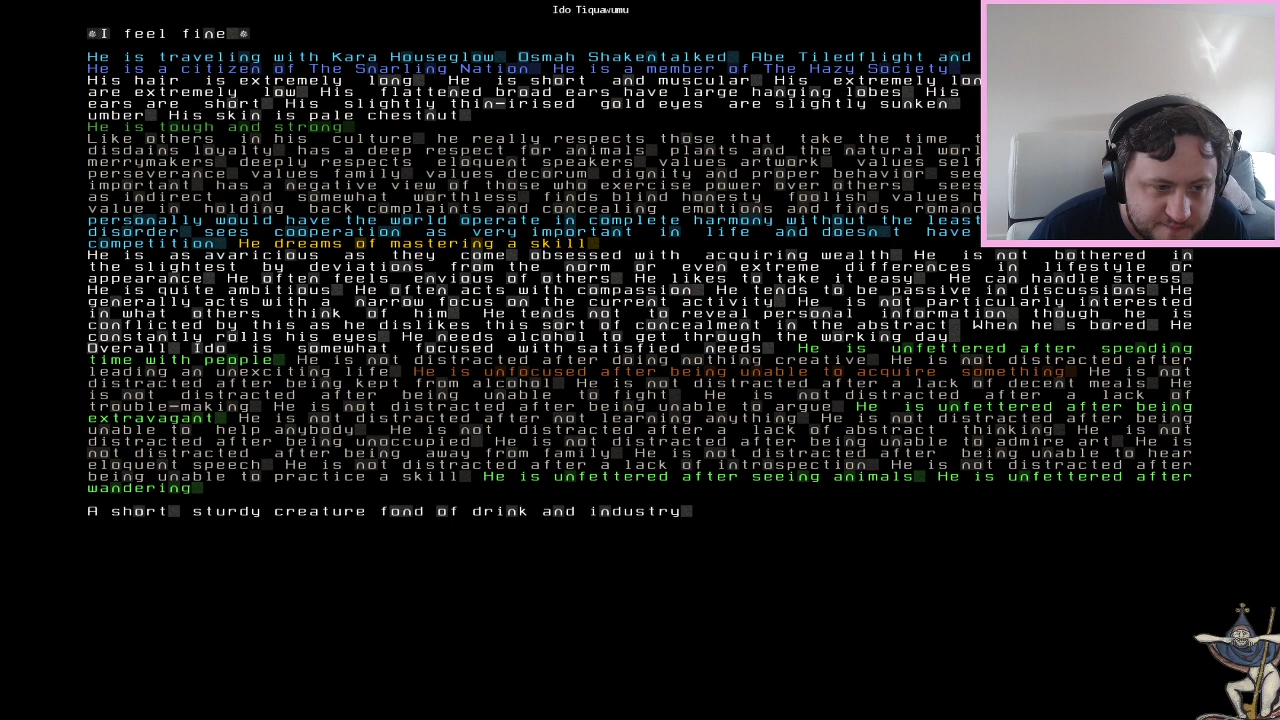 Ido Tiquawumu
I feel fine
He is traveling with Kara Houseglow Osmah Shakentalked Abe Tiledflight and
He is a citizen of The Snarling Nation He is a member of The Hazy Society
His hair is extremely long He is short and muscular His extremely lon
are extremely low His flattened broad ears have large hanging lobes His
ears are short His slightly thin-irised gold eyes are slightly sunken
umber His skin is pale chestnut
He is tough and strong
Like others in his culture he really respects those that take the time t
disdains loyalty has a deep respect for animals plants and the natural worl
merrymakers deeply respects eloquent speakers values artwork values self
perseverance values family values decorum dignity and proper behavior sees
important has a negative view of those who exercise power over others sees
as indirect and somewhat worthless finds blind honesty foolish values h
value in holding back complaints and concealing emotions and finds romanc
personally would have the world operate in complete harmony without the least
disorder sees cooperation as very important in life and doesn't have
competition He dreams of mastering a skill
He is as avaricious as they come obsessed with acquiring wealth He is not bothered in
the slightest by deviations from the norm or even extreme differences in lifestyle or
appearance He often feels envious of others He likes to take it easy He can handle stress
He is quite ambitious He often acts with compassion He tends to be passive in discussions He
generally acts with a narrow focus on the current activity He is not particularly interested
in what others think of him He tends not to reveal personal information though he is
conflicted by this as he dislikes this sort of concealment in the abstract When he's bored He
constantly rolls his eyes He needs alcohol to get through the working day
Overall Ido is somewhat focused with satisfied needs He is unfettered after spending
time with people He is not distracted after doing nothing creative He is not distracted after
leading an unexciting life He is unfocused after being unable to acquire something He is not
distracted after being kept from alcohol He is not distracted after a lack of decent meals He
is not distracted after being unable to fight He is not distracted after a lack of
trouble-making He is not distracted after being unable to argue He is unfettered after being
extravagant He is not distracted after not learning anything He is not distracted after being
unable to help anybody He is not distracted after a lack of abstract thinking He is not
distracted after being unoccupied He is not distracted after being unable to admire art He is
not distracted after being away from family He is not distracted after being unable to hear
eloquent speech He is not distracted after a lack of introspection He is not distracted after
being unable to practice a skill He is unfettered after seeing animals He is unfettered after
wandering
A short sturdy creature fond of drink and industry